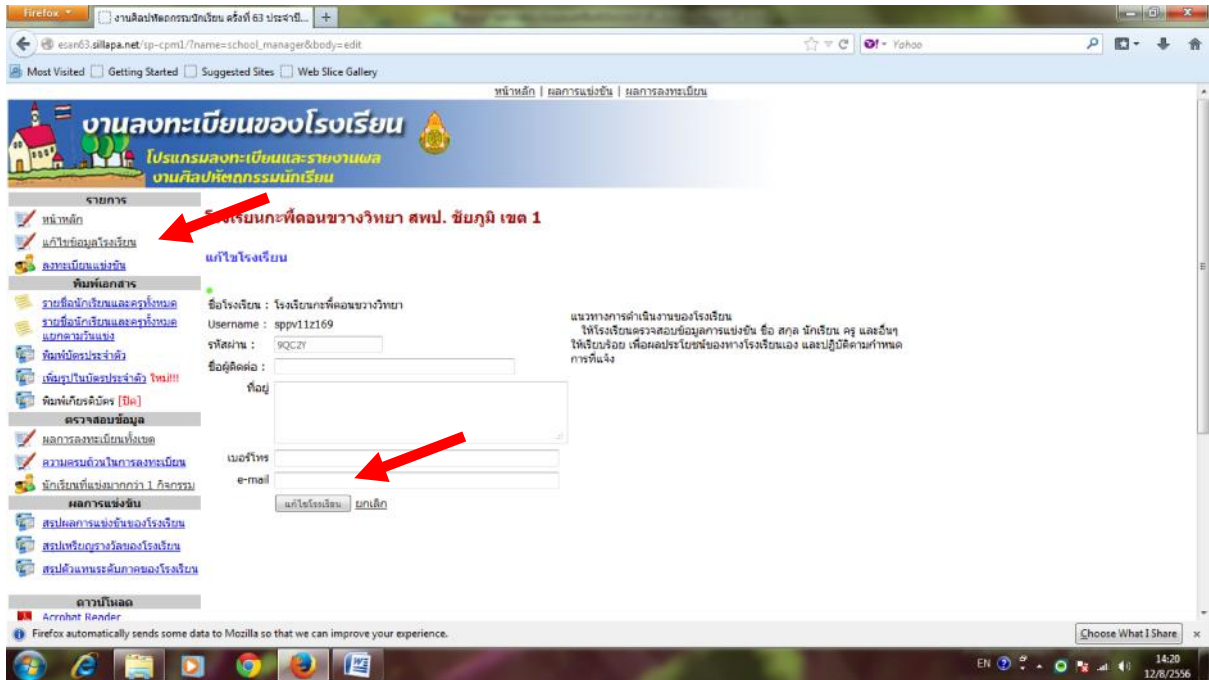 Firefox
งานศิลปหัตถกรรมนักเรียน ครั้งที่ 63 ประจำปี...
esan63.sillapa.net/sp-cpm1/?name=school_manager&body=edit
Yahoo
Most Visited Getting Started Suggested Sites Web Slice Gallery
หน้าหลัก | ผลการแข่งขัน | ผลการลงทะเบียน
งานลงทะเบียนของโรงเรียน
โปรแกรมลงทะเบียนและรายงานผล
งานศิลปหัตถกรรมนักเรียน
รายการ
หน้าหลัก
แก้ไขข้อมูลโรงเรียน
ลงทะเบียนแข่งขัน
พิมพ์เอกสาร
รายชื่อนักเรียนและครูทั้งหมด
รายชื่อนักเรียนและครูทั้งหมด
แยกตามวันแข่ง
พิมพ์บัตรประจำตัว
เพิ่มรูปในบัตรประจำตัว ใหม่!!!
พิมพ์เกียรติบัตร [ปิด]
ตรวจสอบข้อมูล
ผลการลงทะเบียนทั้งเขต
ความครบถ้วนในการลงทะเบียน
นักเรียนที่แข่งมากกว่า 1 กิจกรรม
ผลการแข่งขัน
สรุปผลการแข่งขันของโรงเรียน
สรุปเหรียญรางวัลของโรงเรียน
สรุปตัวแทนระดับภาคของโรงเรียน
ดาวน์โหลด
Acrobat Reader
โรงเรียนกะพี้ดอนขวางวิทยา สพป. ชัยภูมิ เขต 1
แก้ไขโรงเรียน
ชื่อโรงเรียน : โรงเรียนกะพี้ดอนขวางวิทยา
Username : sppv11z169
รหัสผ่าน : 9QC2Y
ชื่อผู้ติดต่อ :
ที่อยู่
เบอร์โทร
e-mail
แก้ไขโรงเรียน ยกเลิก
แนวทางการดำเนินงานของโรงเรียน
ให้โรงเรียนตรวจสอบข้อมูลการแข่งขัน ชื่อ สกุล นักเรียน ครู และอื่นๆ
ให้เรียบร้อย เพื่อผลประโยชน์ของทางโรงเรียนเอง และปฏิบัติตามกำหนด
การที่แจ้ง
Firefox automatically sends some data to Mozilla so that we can improve your experience.
Choose What I Share
EN
14:20
12/8/2556